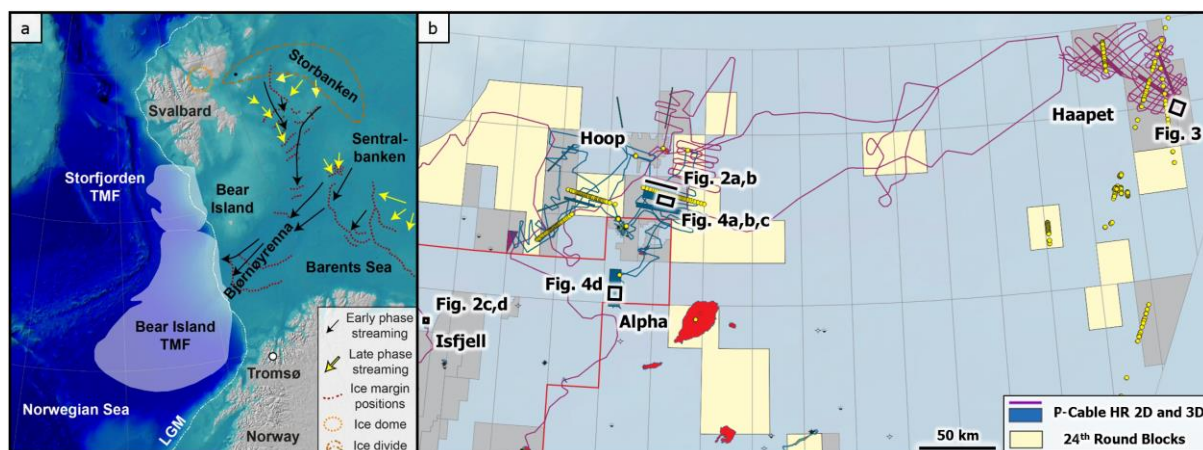 a
Storbanken
Svalbard
Sentral-
banken
Storfjorden
TMF
Bear
Island
Bjørnøyrenna
Barents Sea
Bear Island
TMF
Tromsø
Norwegian Sea
LGM
Norway
Early phase
streaming
Late phase
streaming
Ice margin
positions
Ice dome
Ice divide
b
Haapet
Fig. 3
Hoop
Fig. 2a,b
Fig. 4a,b,c
Fig. 4d
Fig. 2c,d
Alpha
Isfjell
50 km
P-Cable HR 2D and 3D
24th Round Blocks